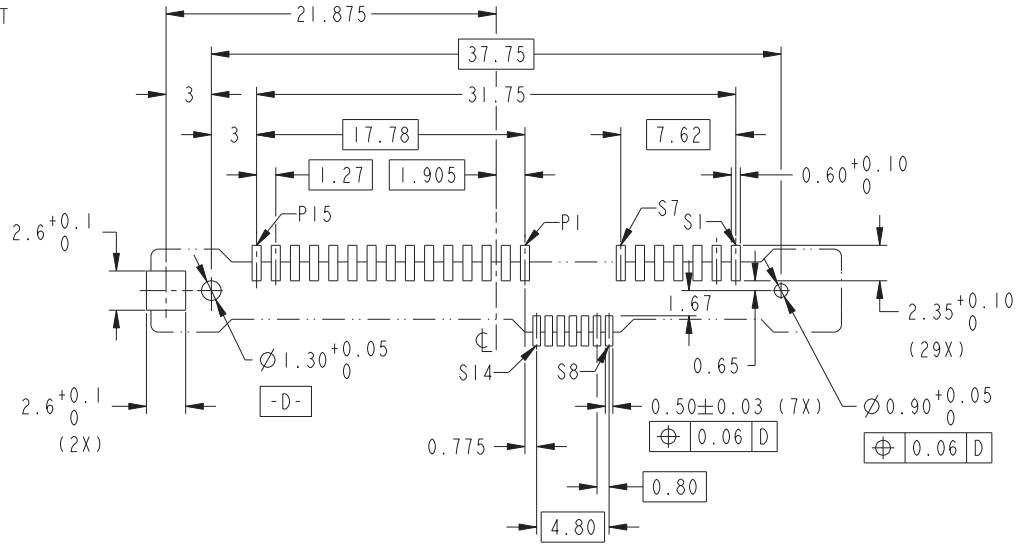 T
21.875
37.75
3
31.75
3
17.78
7.62
1.27
1.905
0.60 +0.10 0
P15
P1
S7
S1
2.6 +0.1 0
1.67
2.35 +0.10 0
(29X)
⌀1.30 +0.05 0
℄
S14
S8
0.65
-D-
2.6 +0.1 0
(2X)
0.50±0.03 (7X)
⌖ 0.06 D
⌀0.90 +0.05 0
⌖ 0.06 D
0.775
0.80
4.80